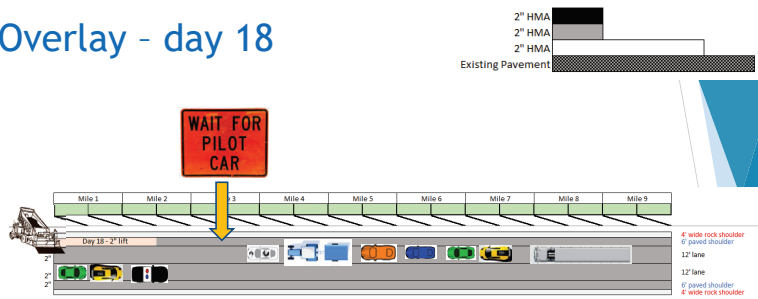 Overlay – day 18
2" HMA
2" HMA
2" HMA
Existing Pavement
WAIT FOR
PILOT
CAR
Mile 1 Mile 2 3 Mile 4 Mile 5 Mile 6 Mile 7 Mile 8 Mile 9
Day 18 - 2" lift
2"
2"
2"
4' wide rock shoulder
6' paved shoulder
12' lane
12' lane
6' paved shoulder
4' wide rock shoulder